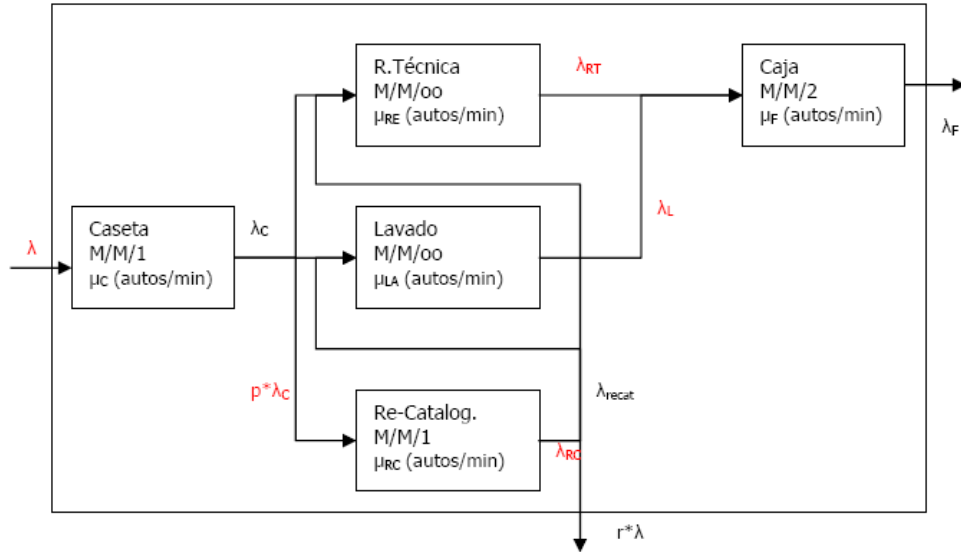 R.Técnica
M/M/oo
μRE (autos/min)
λRT
Caja
M/M/2
μF (autos/min)
λF
λ
Caseta
M/M/1
μC (autos/min)
λC
Lavado
M/M/oo
μLA (autos/min)
λL
p*λC
Re-Catalog.
M/M/1
μRC (autos/min)
λRC
λrecat
r*λ